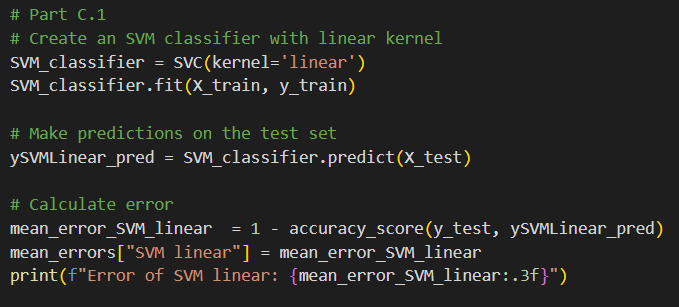 # Part C.1
# Create an SVM classifier with linear kernel
SVM_classifier = SVC(kernel='linear')
SVM_classifier.fit(X_train, y_train)
# Make predictions on the test set
ySVMLinear_pred = SVM_classifier.predict(X_test)
# Calculate error
mean_error_SVM_linear  = 1 - accuracy_score(y_test, ySVMLinear_pred)
mean_errors["SVM linear"] = mean_error_SVM_linear
print(f"Error of SVM linear: {mean_error_SVM_linear:.3f}")